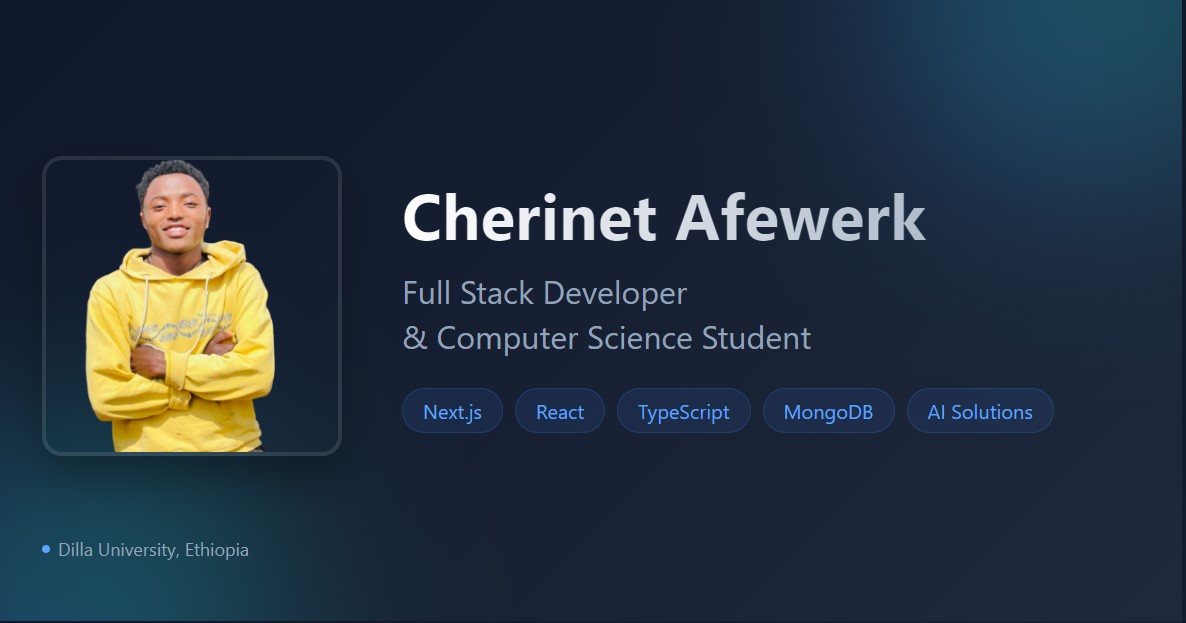 Cherinet Afewerk
Full Stack Developer
& Computer Science Student
Next.js React TypeScript MongoDB AI Solutions
Dilla University, Ethiopia